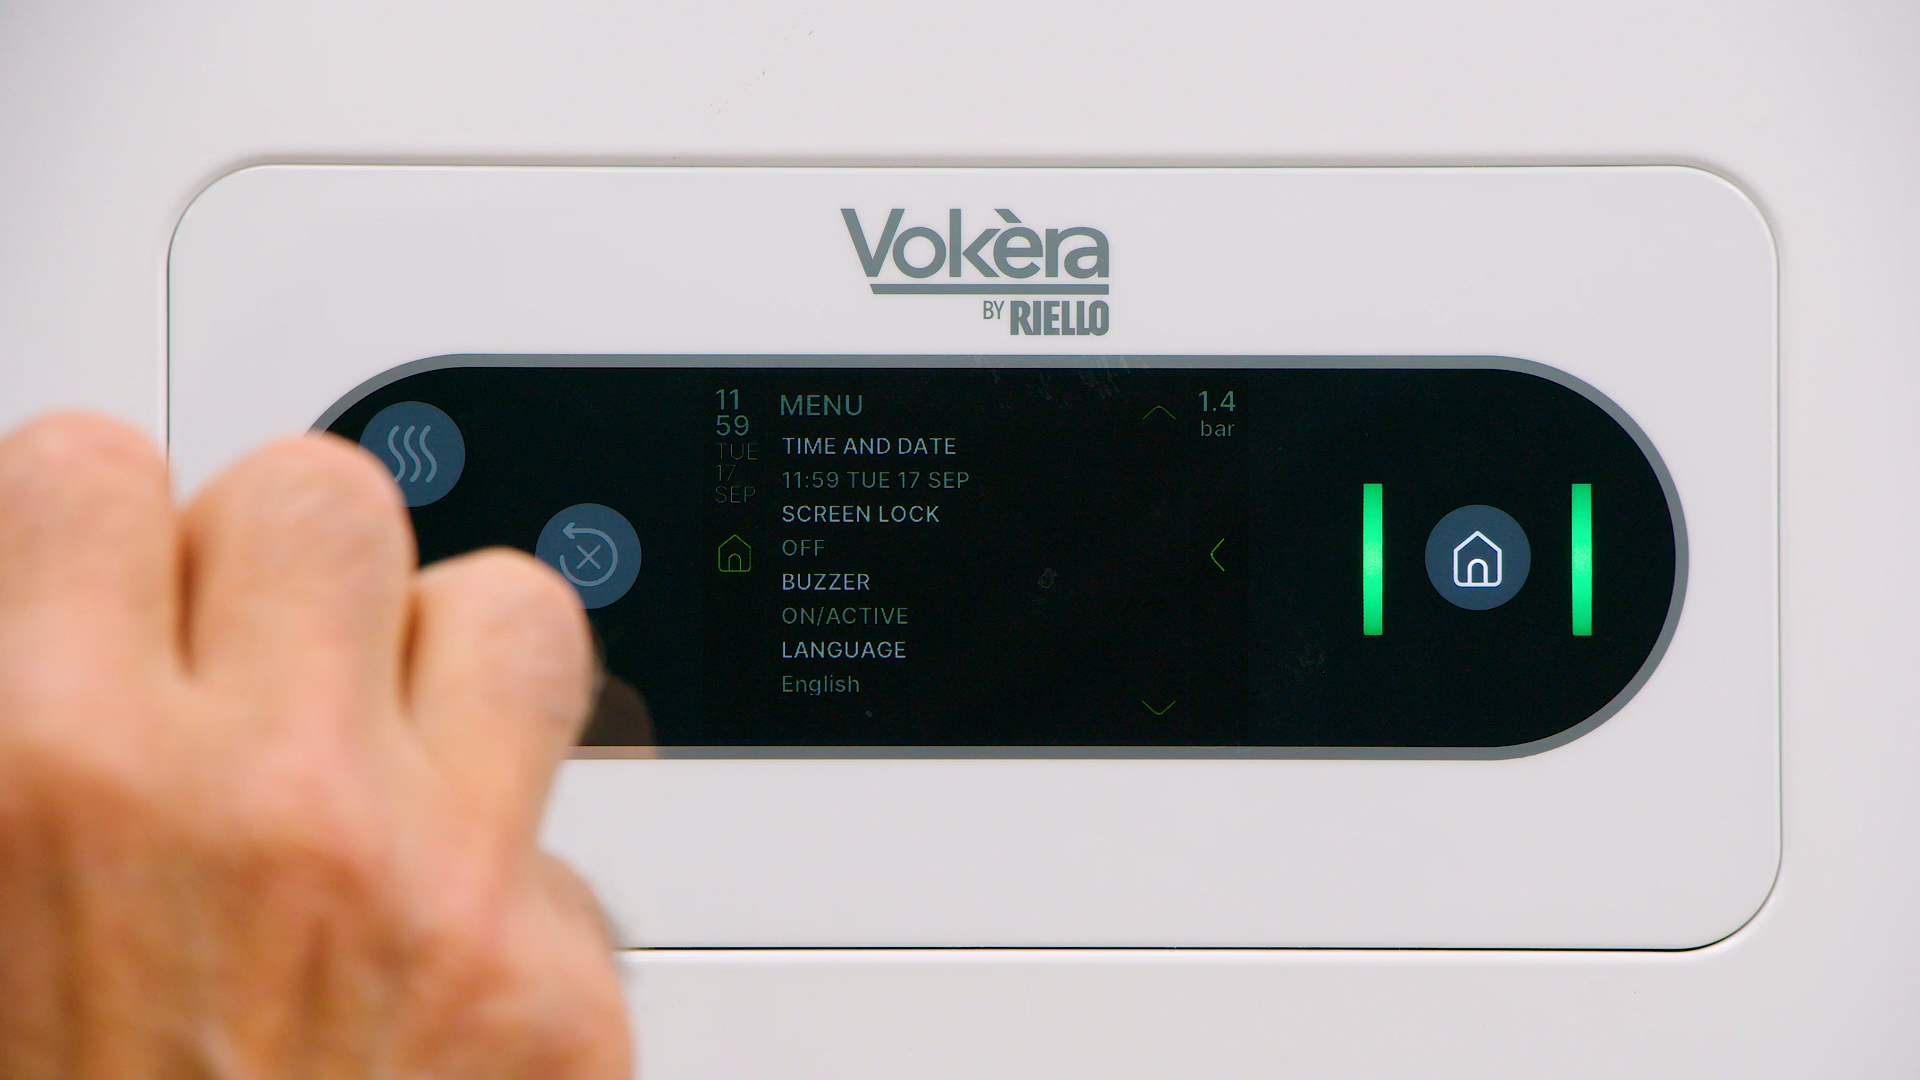 Vokèra
BY RIELLO
11
59
TUE
17
SEP
MENU
TIME AND DATE
11:59 TUE 17 SEP
SCREEN LOCK
OFF
BUZZER
ON/ACTIVE
LANGUAGE
English
1.4
bar